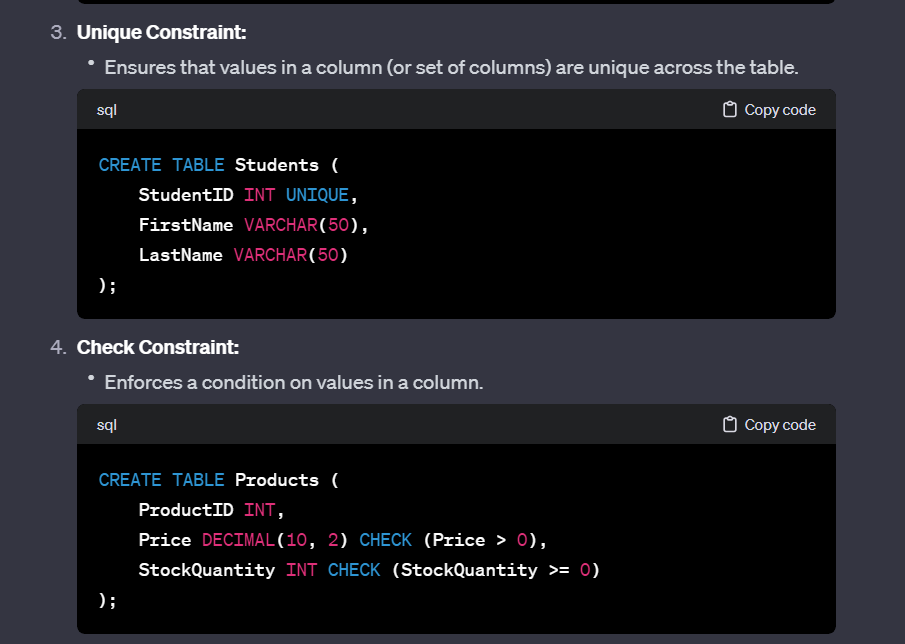 3. Unique Constraint:
• Ensures that values in a column (or set of columns) are unique across the table.
sql Copy code
CREATE TABLE Students (
    StudentID INT UNIQUE,
    FirstName VARCHAR(50),
    LastName VARCHAR(50)
);
4. Check Constraint:
• Enforces a condition on values in a column.
sql Copy code
CREATE TABLE Products (
    ProductID INT,
    Price DECIMAL(10, 2) CHECK (Price > 0),
    StockQuantity INT CHECK (StockQuantity >= 0)
);